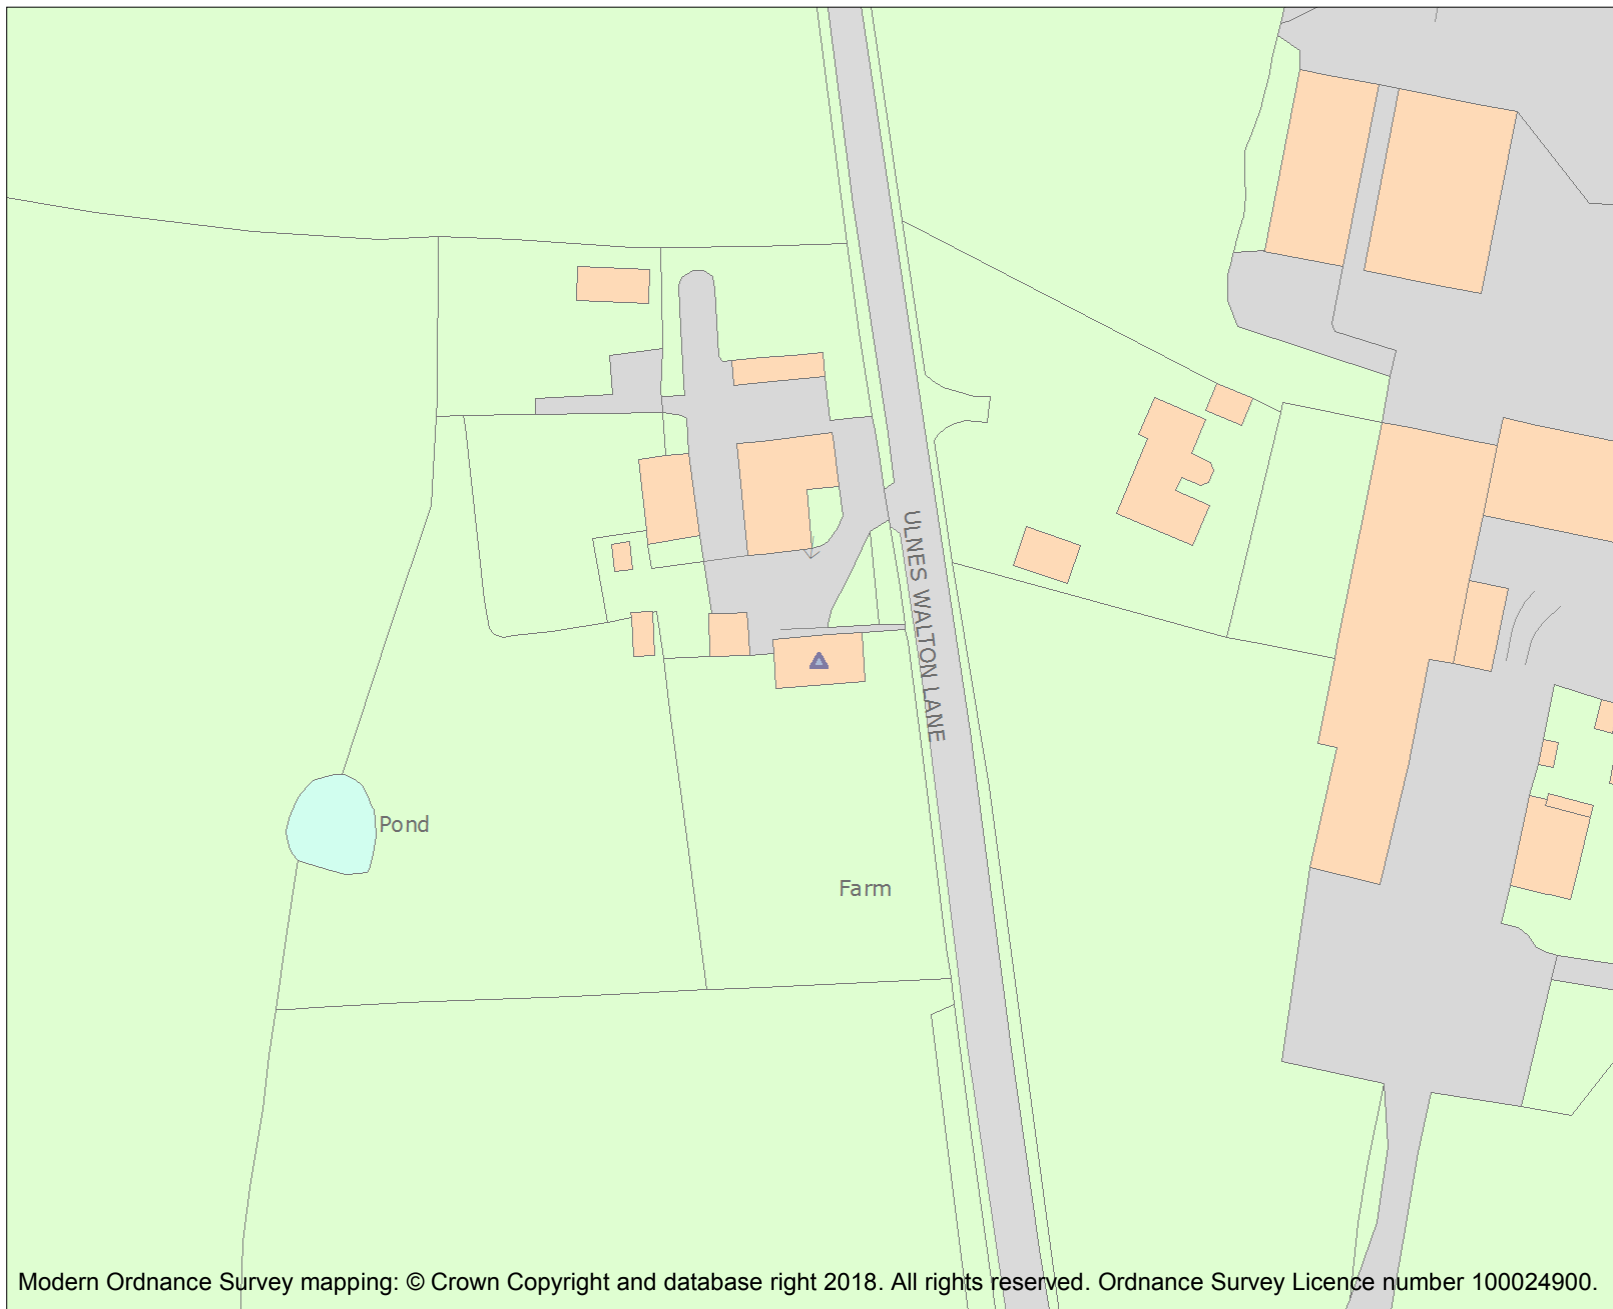 ULNES WALTON LANE
Pond
Farm
Modern Ordnance Survey mapping: © Crown Copyright and database right 2018. All rights reserved. Ordnance Survey Licence number 100024900.